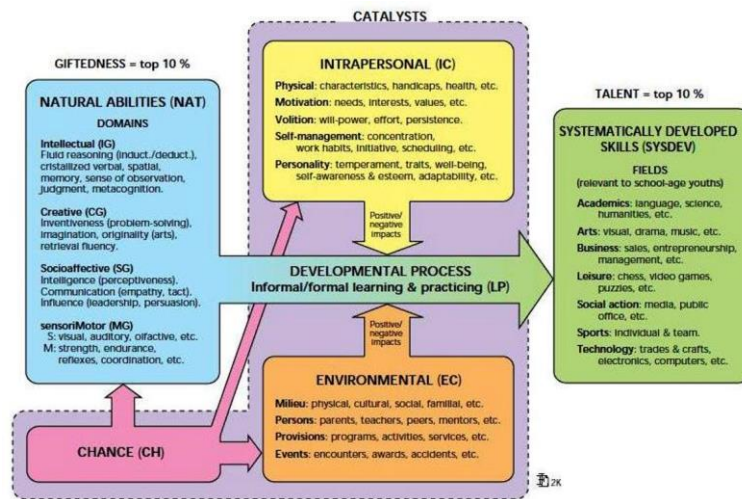 CATALYSTS
GIFTEDNESS = top 10 %
NATURAL ABILITIES (NAT)
DOMAINS
Intellectual (IG)
Fluid reasoning (induct./deduct.),
cristallized verbal, spatial,
memory, sense of observation,
judgment, metacognition.
Creative (CG)
Inventiveness (problem-solving),
imagination, originality (arts),
retrieval fluency.
Socioaffective (SG)
Intelligence (perceptiveness).
Communication (empathy, tact).
Influence (leadership, persuasion).
sensoriMotor (MG)
S: visual, auditory, olfactive, etc.
M: strength, endurance,
reflexes, coordination, etc.
INTRAPERSONAL (IC)
Physical: characteristics, handicaps, health, etc.
Motivation: needs, interests, values, etc.
Volition: will-power, effort, persistence.
Self-management: concentration,
work habits, initiative, scheduling, etc.
Personality: temperament, traits, well-being,
self-awareness & esteem, adaptability, etc.
Positive/
negative
impacts
DEVELOPMENTAL PROCESS
Informal/formal learning & practicing (LP)
Positive/
negative
impacts
ENVIRONMENTAL (EC)
Milieu: physical, cultural, social, familial, etc.
Persons: parents, teachers, peers, mentors, etc.
Provisions: programs, activities, services, etc.
Events: encounters, awards, accidents, etc.
CHANCE (CH)
TALENT = top 10 %
SYSTEMATICALLY DEVELOPED
SKILLS (SYSDEV)
FIELDS
(relevant to school-age youths)
Academics: language, science,
humanities, etc.
Arts: visual, drama, music, etc.
Business: sales, entrepreneurship,
management, etc.
Leisure: chess, video games,
puzzles, etc.
Social action: media, public
office, etc.
Sports: individual & team.
Technology: trades & crafts,
electronics, computers, etc.
2K